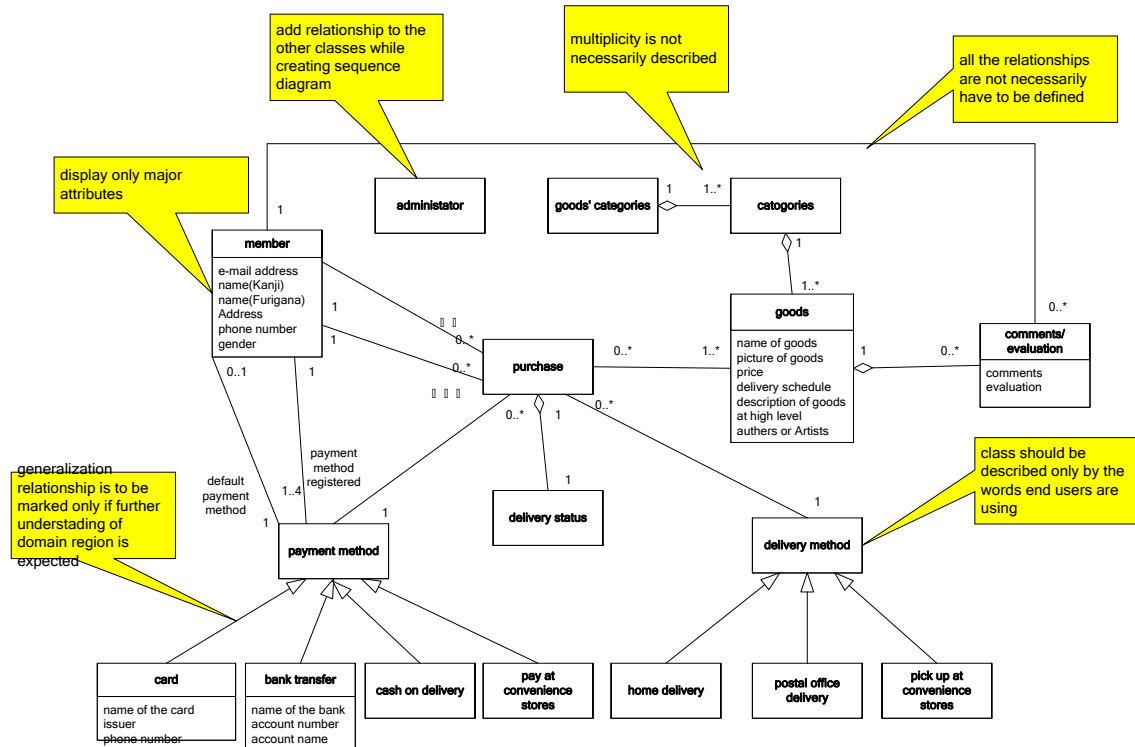 add relationship to the
other classes while
creating sequence
diagram
multiplicity is not
necessarily described
all the relationships
are not necessarily
have to be defined
display only major
attributes
administator
goods' categories
1
1..*
catogories
1
1
member
e-mail address
name(Kanji)
name(Furigana)
Address
phone number
gender
1
1
0..*
0..*
purchase
0..*
1..*
1..*
goods
name of goods
picture of goods
price
delivery schedule
description of goods
at high level
authers or Artists
1
0..*
0..*
comments/
evaluation
comments
evaluation
0..1
1
0..*
1
0..*
generalization
relationship is to be
marked only if further
understading of
domain region is
expected
default
payment
method
1
payment
method
registered
1..4
1
payment method
1
delivery status
1
delivery method
class should be
described only by the
words end users are
using
card
name of the card
issuer
phone number
bank transfer
name of the bank
account number
account name
cash on delivery
pay at
convenience
stores
home delivery
postal office
delivery
pick up at
convenience
stores